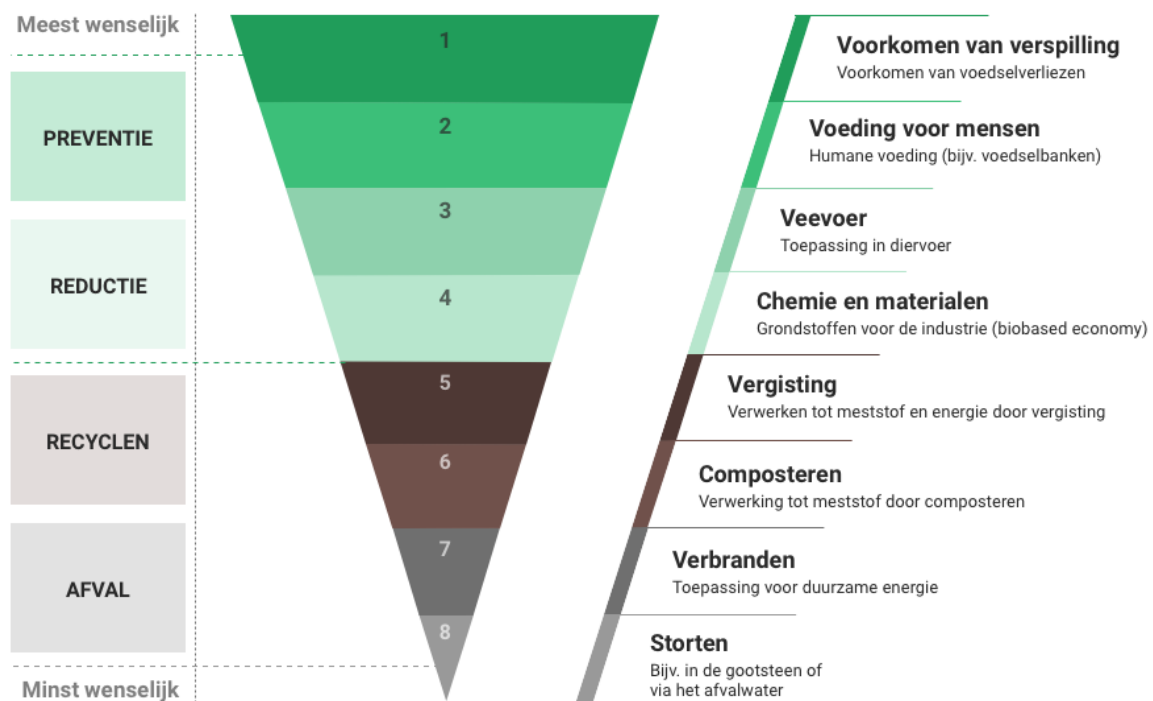 Meest wenselijk
PREVENTIE
REDUCTIE
RECYCLEN
AFVAL
Minst wenselijk
1
2
3
4
5
6
7
8
Voorkomen van verspilling
Voorkomen van voedselverliezen
Voeding voor mensen
Humane voeding (bijv. voedselbanken)
Veevoer
Toepassing in diervoer
Chemie en materialen
Grondstoffen voor de industrie (biobased economy)
Vergisting
Verwerken tot meststof en energie door vergisting
Composteren
Verwerking tot meststof door composteren
Verbranden
Toepassing voor duurzame energie
Storten
Bijv. in de gootsteen of
via het afvalwater